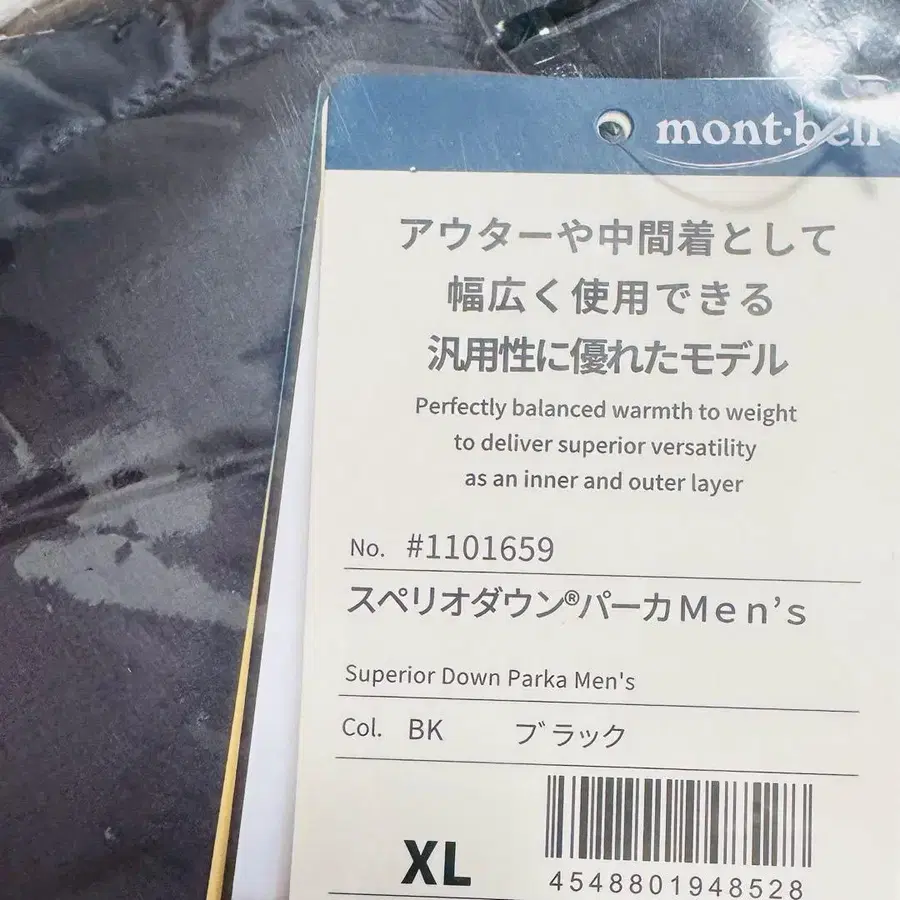 mont-bell
アウターや中間着として
幅広く使用できる
汎用性に優れたモデル
Perfectly balanced warmth to weight
to deliver superior versatility
as an inner and outer layer
No. #1101659
スペリオダウン®パーカMen's
Superior Down Parka Men's
Col. BK ブラック
XL
4548801948528